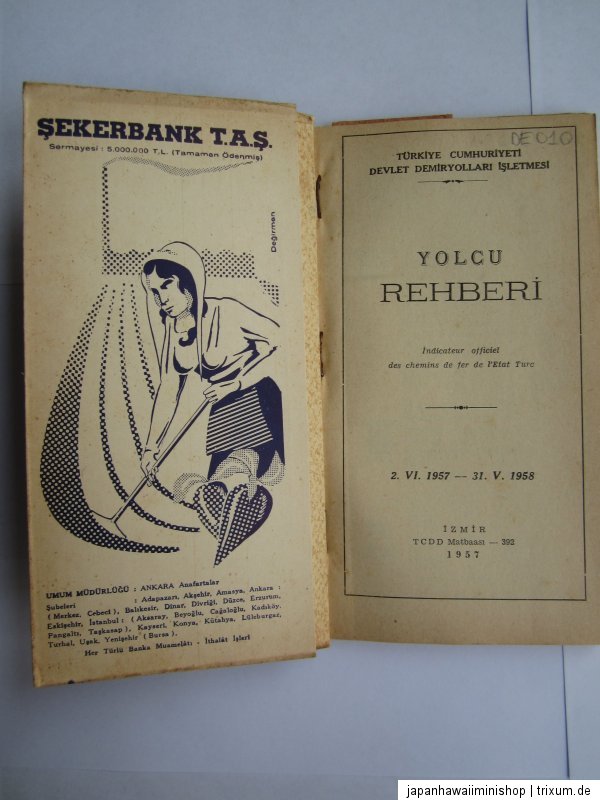 ŞEKERBANK T.A.Ş.
Sermayesi : 5.000.000 T.L. (Tamamen Ödenmiş)
Değirmen
UMUM MÜDÜRLÜĞÜ : ANKARA Anafartalar
Şubeleri : Adapazarı, Akşehir, Amasya, Ankara :
( Merkez, Cebeci ), Balıkesir, Dinar, Divriği, Düzce, Erzurum,
Eskişehir, İstanbul : ( Aksaray, Beyoğlu, Cağaloğlu, Kadıköy,
Pangaltı, Taşkasap ), Kayseri, Konya, Kütahya, Lüleburgaz,
Turhal, Uşak, Yenişehir ( Bursa ).
Her Türlü Banka Muamelâtı . İthalât İşleri
DE 010
TÜRKİYE CUMHURİYETİ
DEVLET DEMİRYOLLARI İŞLETMESİ
YOLCU
REHBERİ
Indicateur officiel
des chemins de fer de l'Etat Turc
2. VI. 1957 — 31. V. 1958
İZMİR
TCDD Matbaası — 392
1957
japanhawaiiminishop | trixum.de